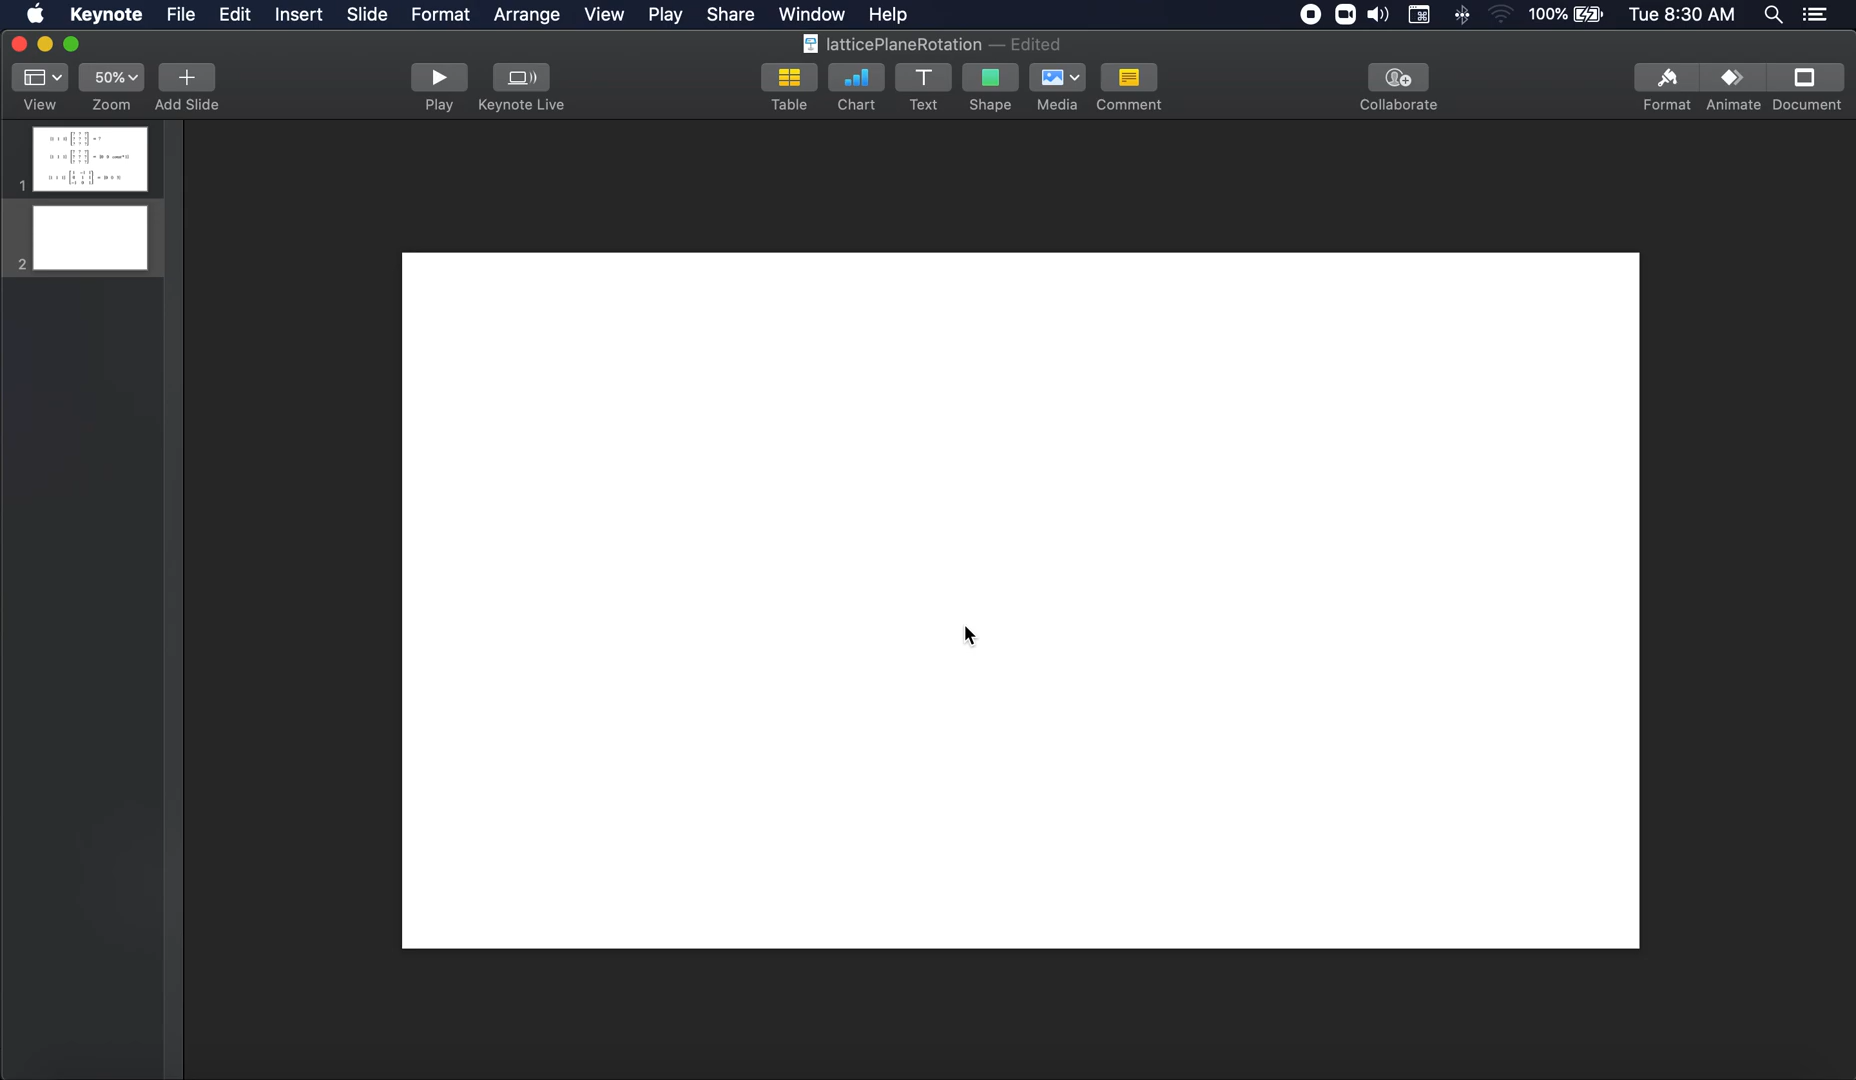 Keynote File Edit Insert Slide Format Arrange View Play Share Window Help 100% Tue 8:30 AM
latticePlaneRotation — Edited
50%
View Zoom Add Slide Play Keynote Live Table Chart Text Shape Media Comment Collaborate Format Animate Document
1
2